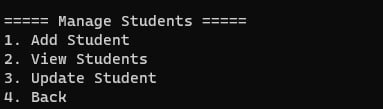 ===== Manage Students =====
1. Add Student
2. View Students
3. Update Student
4. Back